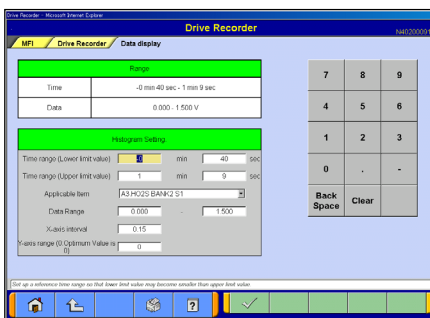 Drive Recorder - Microsoft Internet Explorer
Drive Recorder
MFI Drive Recorder Data display
Range
Time -0 min 40 sec - 1 min 9 sec
Data 0.000 - 1.500 V
Histogram Setting.
Time range (Lower limit value) -0 min 40 sec
Time range (Upper limit value) 1 min 9 sec
Applicable Item A3:HO2S BANK2 S1
Data Range 0.000 - 1.500
X-axis interval 0.15
Y-axis range (0:Optimum Value is 0) 0
7 8 9
4 5 6
1 2 3
0 . -
Back Space Clear
Set up a reference time range so that lower limit value may become smaller than upper limit value
?